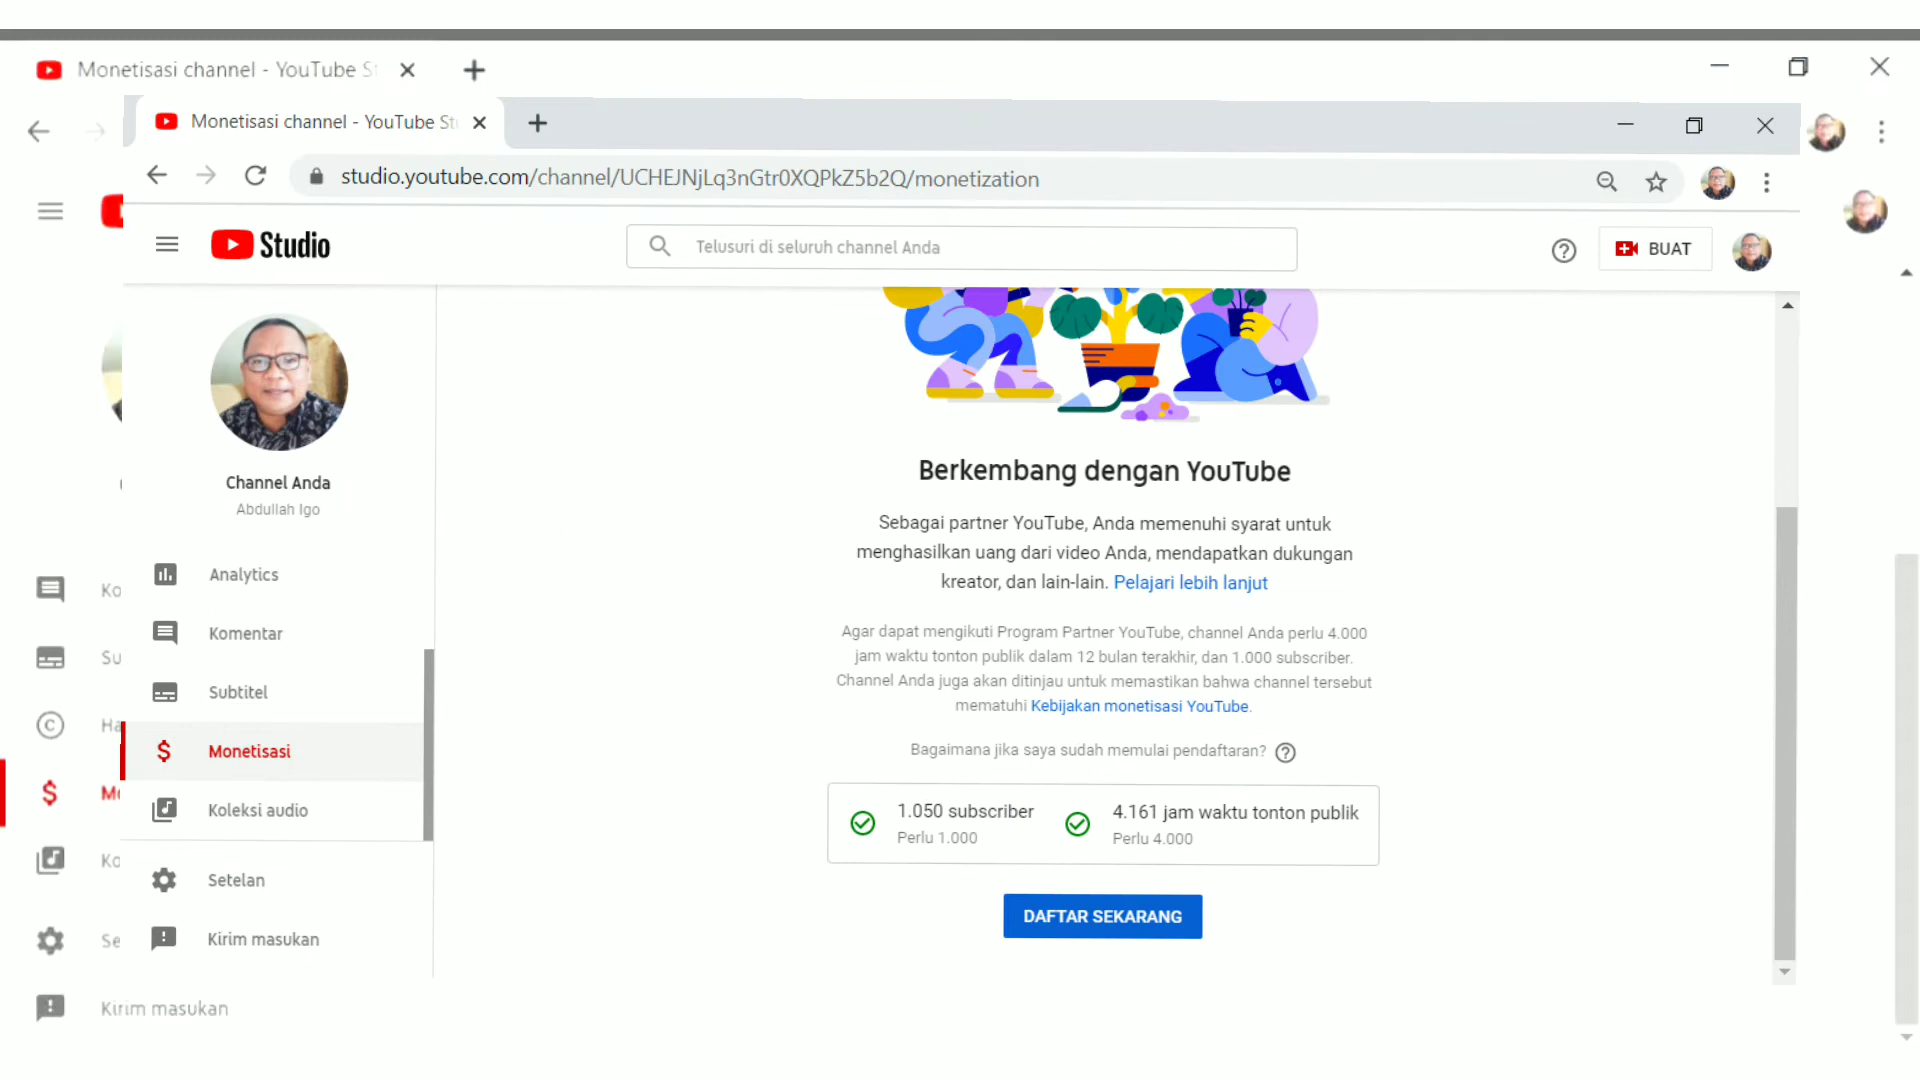 Monetisasi channel - YouTube S
Monetisasi channel - YouTube St
studio.youtube.com/channel/UCHEJNjLq3nGtr0XQPkZ5b2Q/monetization
Studio
Telusuri di seluruh channel Anda
BUAT
Channel Anda
Abdullah Igo
Analytics
Komentar
Subtitel
Monetisasi
Koleksi audio
Setelan
Kirim masukan
Ko
Su
Ha
Mo
Ko
Se
Kirim masukan
Berkembang dengan YouTube
Sebagai partner YouTube, Anda memenuhi syarat untuk
menghasilkan uang dari video Anda, mendapatkan dukungan
kreator, dan lain-lain. Pelajari lebih lanjut
Agar dapat mengikuti Program Partner YouTube, channel Anda perlu 4.000
jam waktu tonton publik dalam 12 bulan terakhir, dan 1.000 subscriber.
Channel Anda juga akan ditinjau untuk memastikan bahwa channel tersebut
mematuhi Kebijakan monetisasi YouTube.
Bagaimana jika saya sudah memulai pendaftaran?
1.050 subscriber
Perlu 1.000
4.161 jam waktu tonton publik
Perlu 4.000
DAFTAR SEKARANG